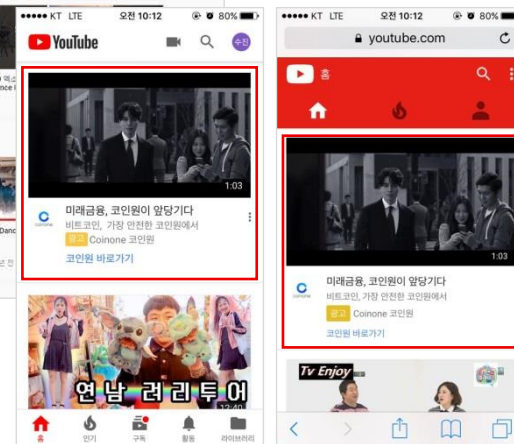 KT LTE 오전 10:12 80%
YouTube
수진
1:03
coinone
미래금융, 코인원이 앞당기다
비트코인, 가장 안전한 코인원에서
광고 Coinone 코인원
코인원 바로가기
연남 러리투어
12:40
홈 인기 구독 활동 라이브러리
KT LTE 오전 10:12 80%
youtube.com
홈
1:03
coinone
미래금융, 코인원이 앞당기다
비트코인, 가장 안전한 코인원에서
광고 Coinone 코인원
코인원 바로가기
Tv Enjoy